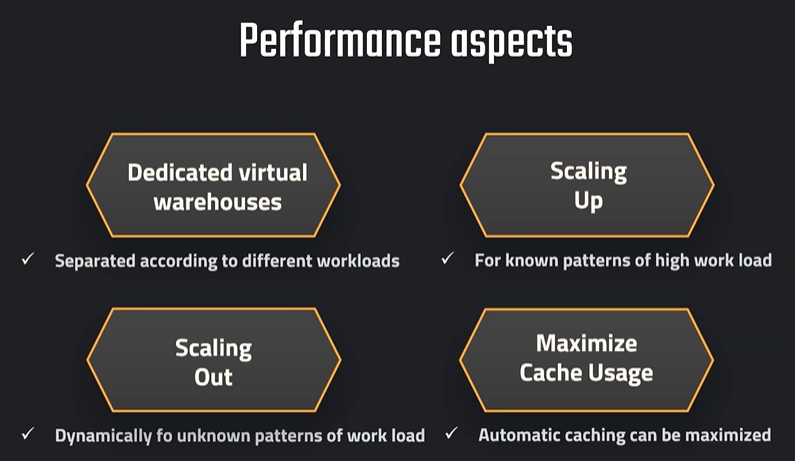 Performance aspects
Dedicated virtual
warehouses
✓ Separated according to different workloads
Scaling
Up
✓ For known patterns of high work load
Scaling
Out
✓ Dynamically fo unknown patterns of work load
Maximize
Cache Usage
✓ Automatic caching can be maximized